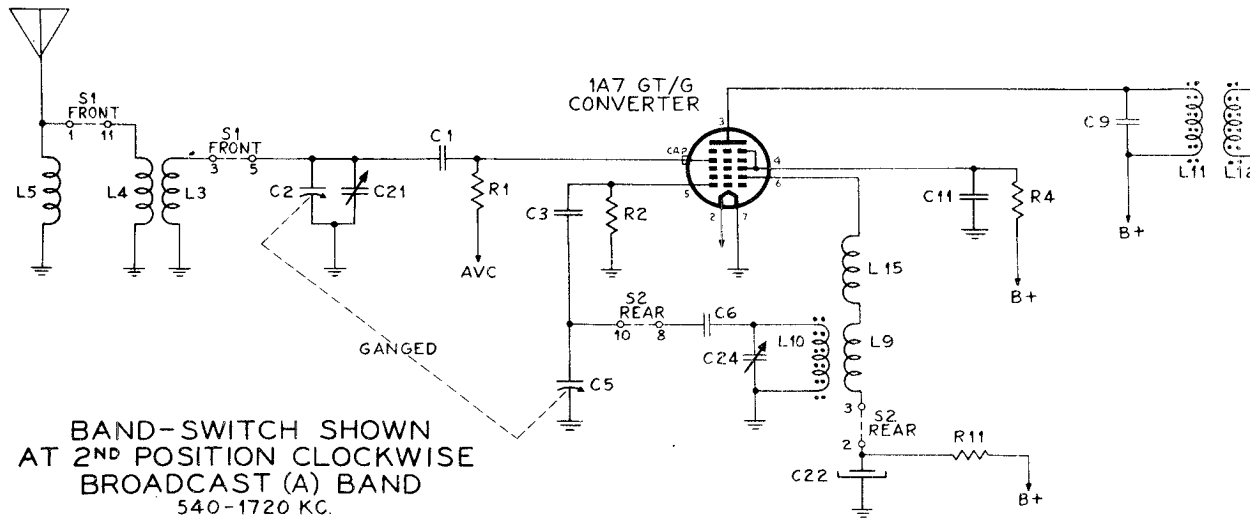 S1
FRONT
1 11
L5
L4
L3
S1
FRONT
3 5
C2
C21
C1
R1
AVC
GANGED
1A7 GT/G
CONVERTER
CAP
3
4
6
5
2 7
C3
R2
C5
S2
REAR
10 8
C6
C24
L10
L15
L9
3
S2
REAR
2
C22
R11
B+
C11
R4
B+
C9
B+
L11
L12
BAND-SWITCH SHOWN
AT 2ND POSITION CLOCKWISE
BROADCAST (A) BAND
540-1720 KC.